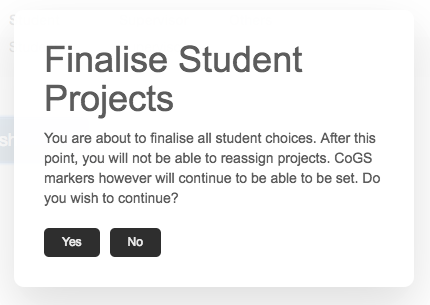 Finalise Student
Projects
You are about to finalise all student choices. After this
point, you will not be able to reassign projects. CoGS
markers however will continue to be able to be set. Do
you wish to continue?
Yes No